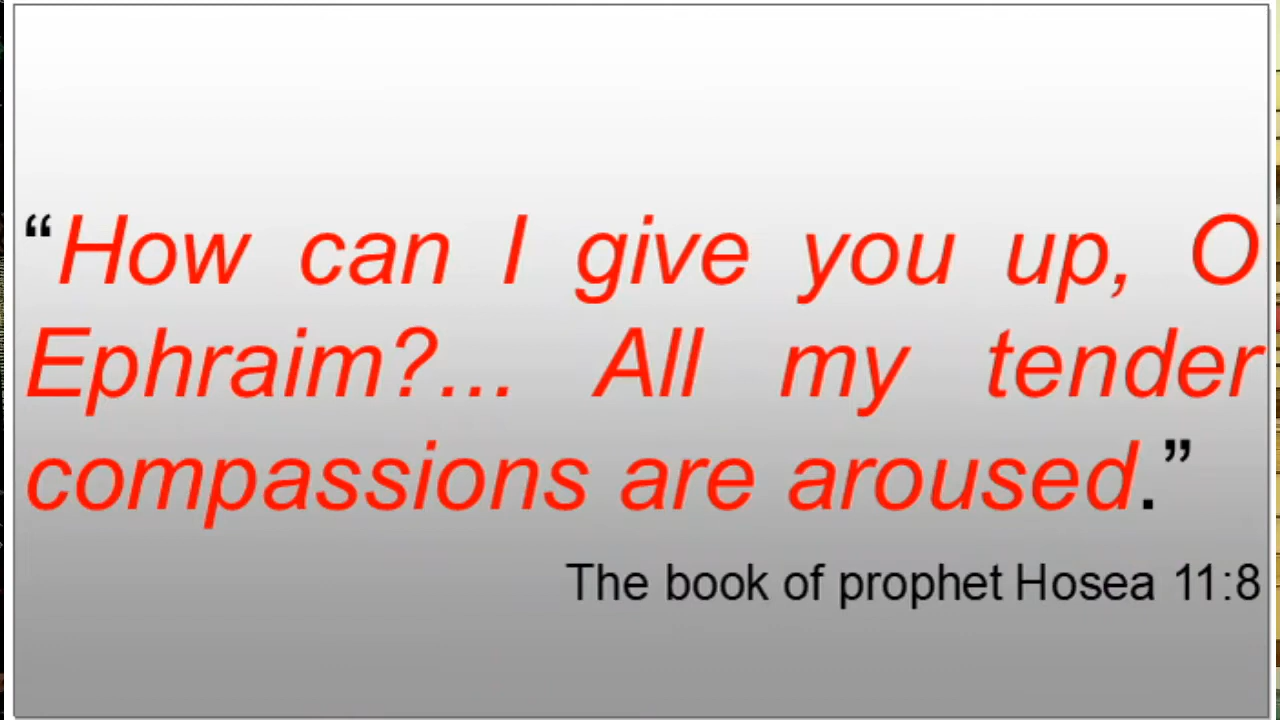 “How can I give you up, O
Ephraim?... All my tender
compassions are aroused.”
The book of prophet Hosea 11:8